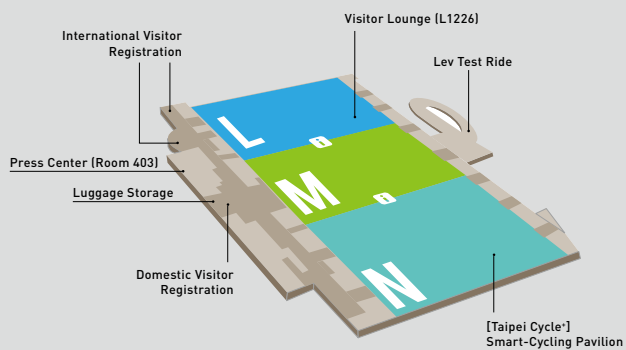 Visitor Lounge (L1226)
International Visitor
Registration
Lev Test Ride
L
i
Press Center (Room 403)
M
i
Luggage Storage
Domestic Visitor
Registration
N
[Taipei Cycle⁺]
Smart-Cycling Pavilion